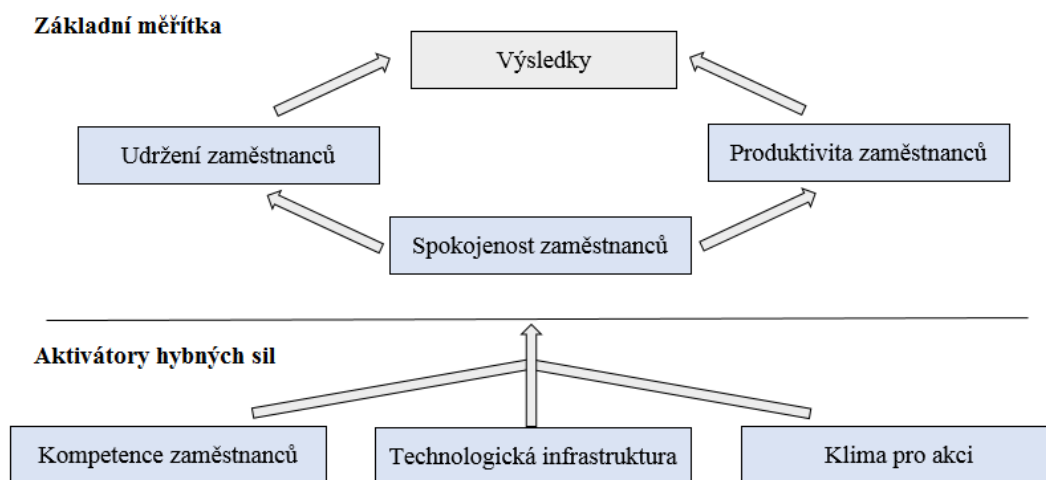 Základní měřítka
Výsledky
Udržení zaměstnanců
Produktivita zaměstnanců
Spokojenost zaměstnanců
Aktivátory hybných sil
Kompetence zaměstnanců
Technologická infrastruktura
Klima pro akci